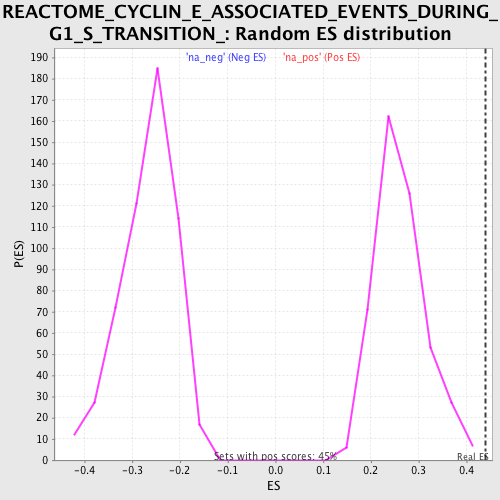 REACTOME_CYCLIN_E_ASSOCIATED_EVENTS_DURING_
G1_S_TRANSITION_: Random ES distribution
'na_neg' (Neg ES) 'na_pos' (Pos ES)
190
180
170
160
150
140
130
120
110
100
90
80
70
60
50
40
30
20
10
0
P(ES)
Sets with pos scores: 45%
Real ES
-0.4 -0.3 -0.2 -0.1 0.0 0.1 0.2 0.3 0.4
ES